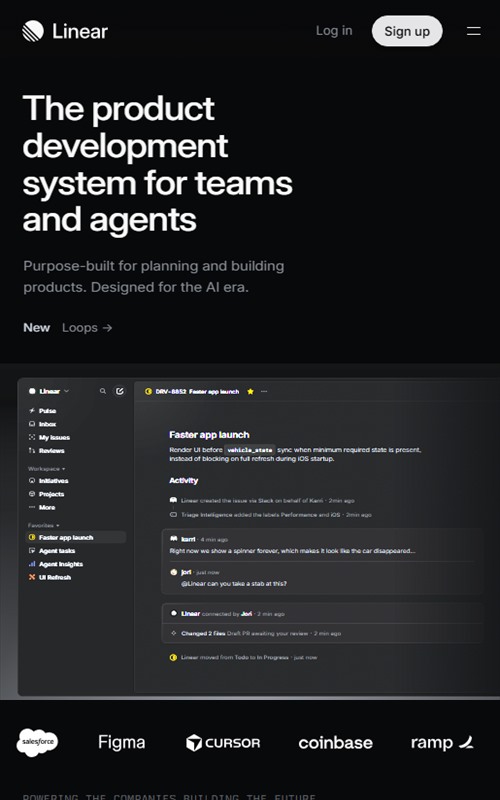 Linear
Log in
Sign up
The product
development
system for teams
and agents
Purpose-built for planning and building
products. Designed for the AI era.
New Loops →
Linear
Pulse
Inbox
My issues
Reviews
Workspace
Initiatives
Projects
More
Favorites
Faster app launch
Agent tasks
Agent Insights
UI Refresh
DRV-8852 Faster app launch
Faster app launch
Render UI before vehicle_state sync when minimum required state is present,
instead of blocking on full refresh during iOS startup.
Activity
Linear created the issue via Slack on behalf of Karri · 2min ago
Triage Intelligence added the labels Performance and iOS · 2min ago
karri · 4 min ago
Right now we show a spinner forever, which makes it look like the car disappeared...
jori · just now
@Linear can you take a stab at this?
Linear connected by Jori · 2 min ago
Changed 2 Files Draft PR awaiting your review · 2 min ago
Linear moved from Todo to In Progress · just now
salesforce
Figma
CURSOR
coinbase
ramp
POWERING THE COMPANIES BUILDING THE FUTURE